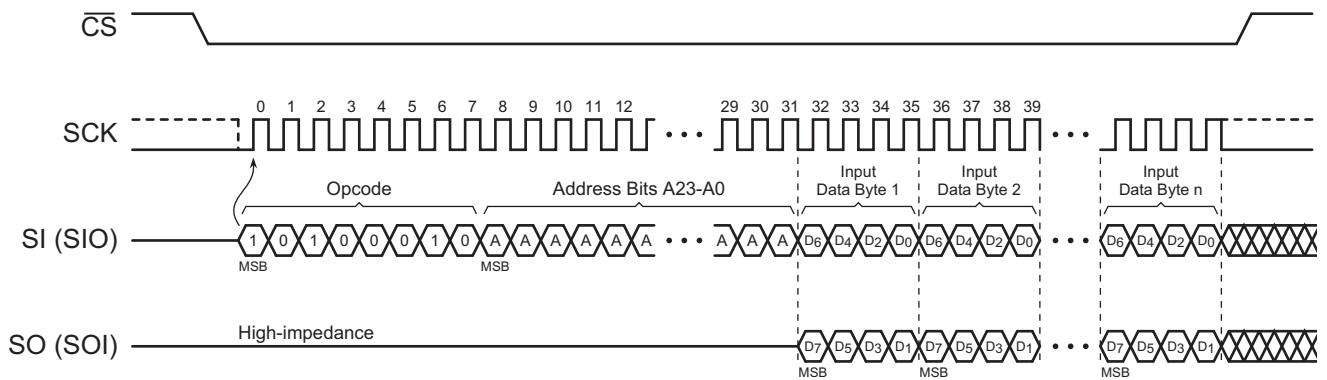 CS
0 1 2 3 4 5 6 7 8 9 10 11 12 29 30 31 32 33 34 35 36 37 38 39
SCK
• • •
• • •
Opcode
Address Bits A23-A0
Input
Data Byte 1
Input
Data Byte 2
Input
Data Byte n
SI (SIO)
1 0 1 0 0 0 1 0 A A A A A A • • • A A A D6 D4 D2 D0 D6 D4 D2 D0 • • • D6 D4 D2 D0
MSB
MSB
High-impedance
SO (SOI)
D7 D5 D3 D1 D7 D5 D3 D1 • • • D7 D5 D3 D1
MSB
MSB
MSB